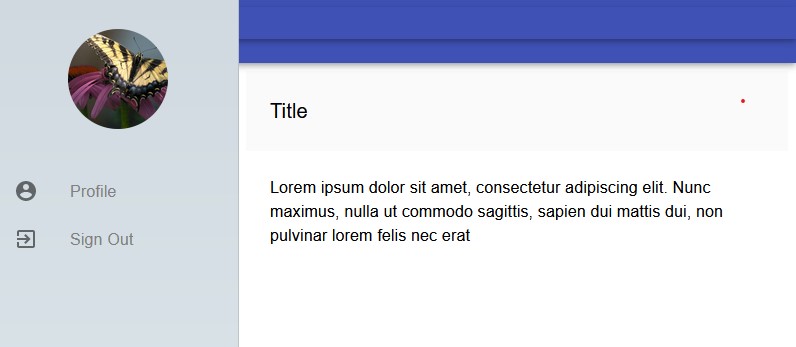 Title
Profile
Sign Out
Lorem ipsum dolor sit amet, consectetur adipiscing elit. Nunc
maximus, nulla ut commodo sagittis, sapien dui mattis dui, non
pulvinar lorem felis nec erat